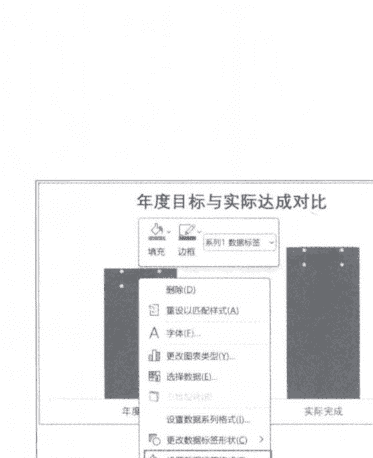 年度目标与实际达成对比
系列1 数据标签
填充 边框
删除(D)
重设以匹配样式(A)
字体(F)...
更改图表类型(Y)...
选择数据(E)...
设置数据系列格式(I)...
年度
实际完成
更改数据标签形状(C)